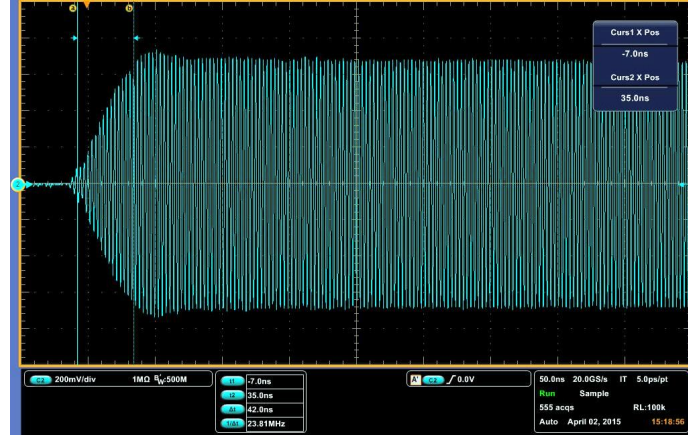 a b
Curs1 X Pos
-7.0ns
Curs2 X Pos
35.0ns
C2 200mV/div 1MΩ BW:500M
t1 -7.0ns
t2 35.0ns
Δt 42.0ns
1/Δt 23.81MHz
A' C2 0.0V
50.0ns 20.0GS/s IT 5.0ps/pt
Run Sample
555 acqs RL:100k
Auto April 02, 2015 15:18:56